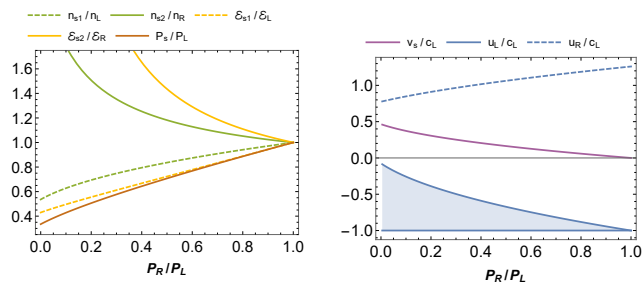 n_s1 / n_L n_s2 / n_R ℰ_s1 / ℰ_L
ℰ_s2 / ℰ_R P_s / P_L
1.6
1.4
1.2
1.0
0.8
0.6
0.4
0.0 0.2 0.4 0.6 0.8 1.0
P_R / P_L
v_s / c_L u_L / c_L u_R / c_L
1.0
0.5
0.0
-0.5
-1.0
0.0 0.2 0.4 0.6 0.8 1.0
P_R / P_L